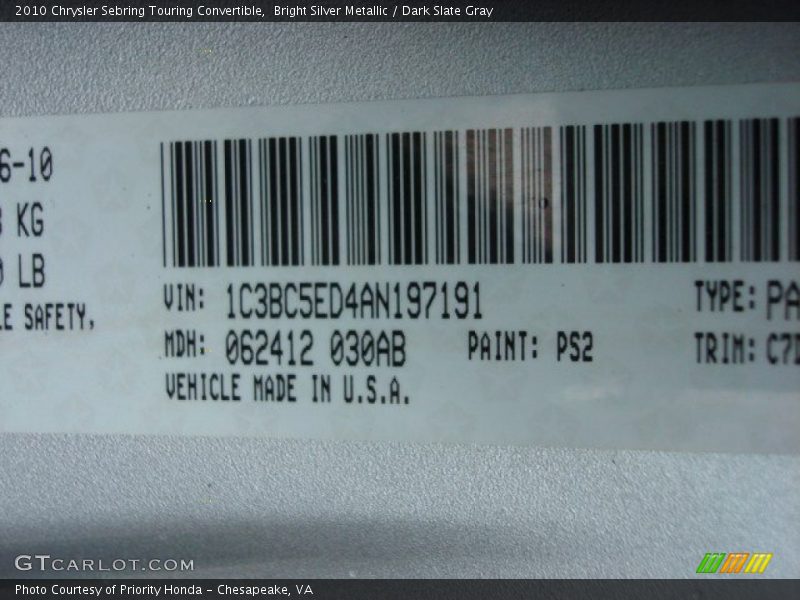 2010 Chrysler Sebring Touring Convertible, Bright Silver Metallic / Dark Slate Gray
6-10
KG
LB
LE SAFETY,
VIN: 1C3BC5ED4AN197191
TYPE: PA
MDH: 062412 030AB
PAINT: PS2
TRIM: C7
VEHICLE MADE IN U.S.A.
GTCARLOT.COM
Photo Courtesy of Priority Honda - Chesapeake, VA